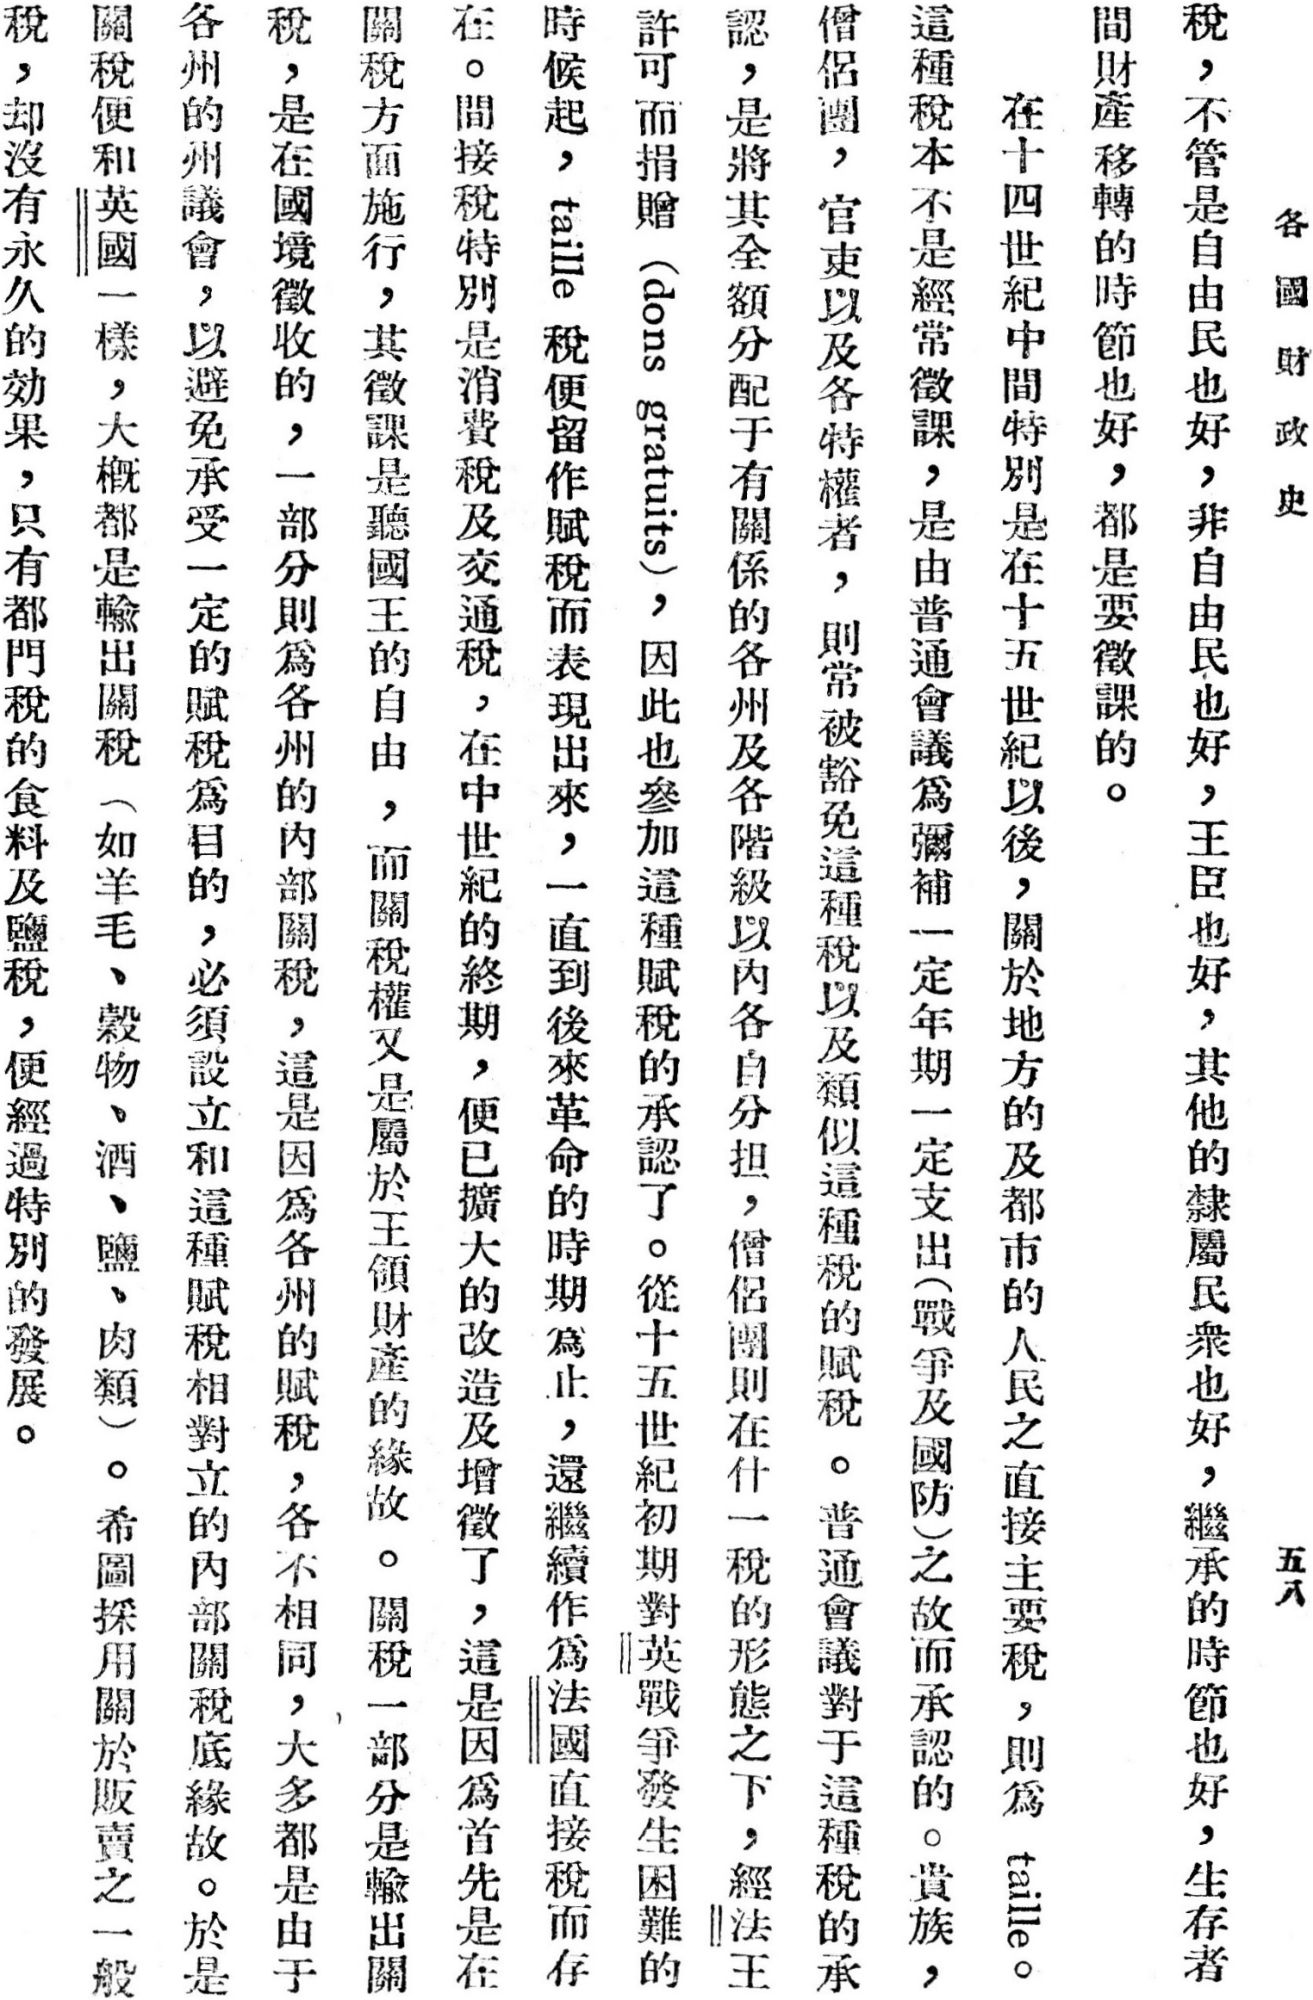 各國財政史
五八
稅，不管是自由民也好，非自由民也好，王臣也好，其他的隸屬民衆也好，繼承的時節也好，生存者
間財產移轉的時節也好，都是要徵課的。
在十四世紀中間特別是在十五世紀以後，關於地方的及都市的人民之直接主要稅，則爲 taille。
這種稅本不是經常徵課，是由普通會議爲彌補一定年期一定支出（戰爭及國防）之故而承認的。貴族，
僧侶團，官吏以及各特權者，則常被豁免這種稅以及類似這種稅的賦稅。普通會議對于這種稅的承
認，是將其全額分配于有關係的各州及各階級以內各自分担，僧侶團則在什一稅的形態之下，經法王
許可而捐贈（dons gratuits），因此也參加這種賦稅的承認了。從十五世紀初期對英戰爭發生困難的
時候起，taille 稅便留作賦稅而表現出來，一直到後來革命的時期爲止，還繼續作爲法國直接稅而存
在。間接稅特別是消費稅及交通稅，在中世紀的終期，便已擴大的改造及增徵了，這是因爲首先是在
關稅方面施行，其徵課是聽國王的自由，而關稅權又是屬於王領財產的緣故。關稅一部分是輸出關
稅，是在國境徵收的，一部分則爲各州的內部關稅，這是因爲各州的賦稅，各不相同，大多都是由于
各州的州議會，以避免承受一定的賦稅爲目的，必須設立和這種賦稅相對立的內部關稅底緣故。於是
關稅便和英國一樣，大槪都是輸出關稅（如羊毛、穀物、酒、鹽、肉類）。希圖採用關於販賣之一般
稅，却沒有永久的効果，只有都門稅的食料及鹽稅，便經過特別的發展。